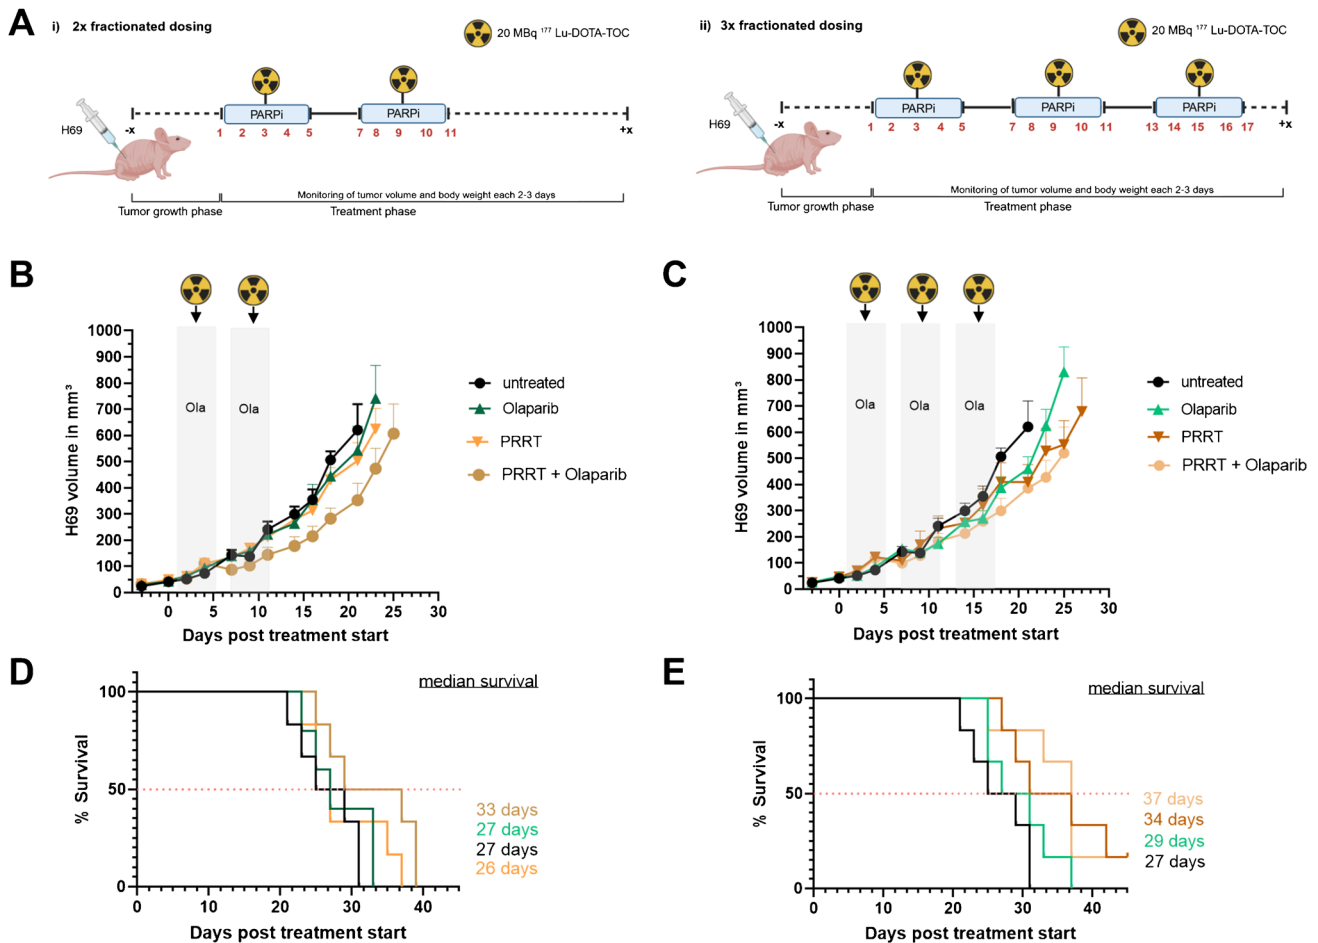 A
i) 2x fractionated dosing
20 MBq 177 Lu-DOTA-TOC
PARPi PARPi
H69
-x 1 2 3 4 5 7 8 9 10 11 +x
Monitoring of tumor volume and body weight each 2-3 days
Tumor growth phase Treatment phase
ii) 3x fractionated dosing
20 MBq 177 Lu-DOTA-TOC
PARPi PARPi PARPi
H69
-x 1 2 3 4 5 7 8 9 10 11 13 14 15 16 17 +x
Monitoring of tumor volume and body weight each 2-3 days
Tumor growth phase Treatment phase
B
H69 volume in mm³
1000
900
800
700
600
500
400
300
200
100
0
Ola Ola
0 5 10 15 20 25 30
Days post treatment start
untreated
Olaparib
PRRT
PRRT + Olaparib
C
H69 volume in mm³
1000
900
800
700
600
500
400
300
200
100
0
Ola Ola Ola
0 5 10 15 20 25 30
Days post treatment start
untreated
Olaparib
PRRT
PRRT + Olaparib
D
% Survival
100
50
0
0 10 20 30 40
Days post treatment start
median survival
33 days
27 days
27 days
26 days
E
% Survival
100
50
0
0 10 20 30 40
Days post treatment start
median survival
37 days
34 days
29 days
27 days